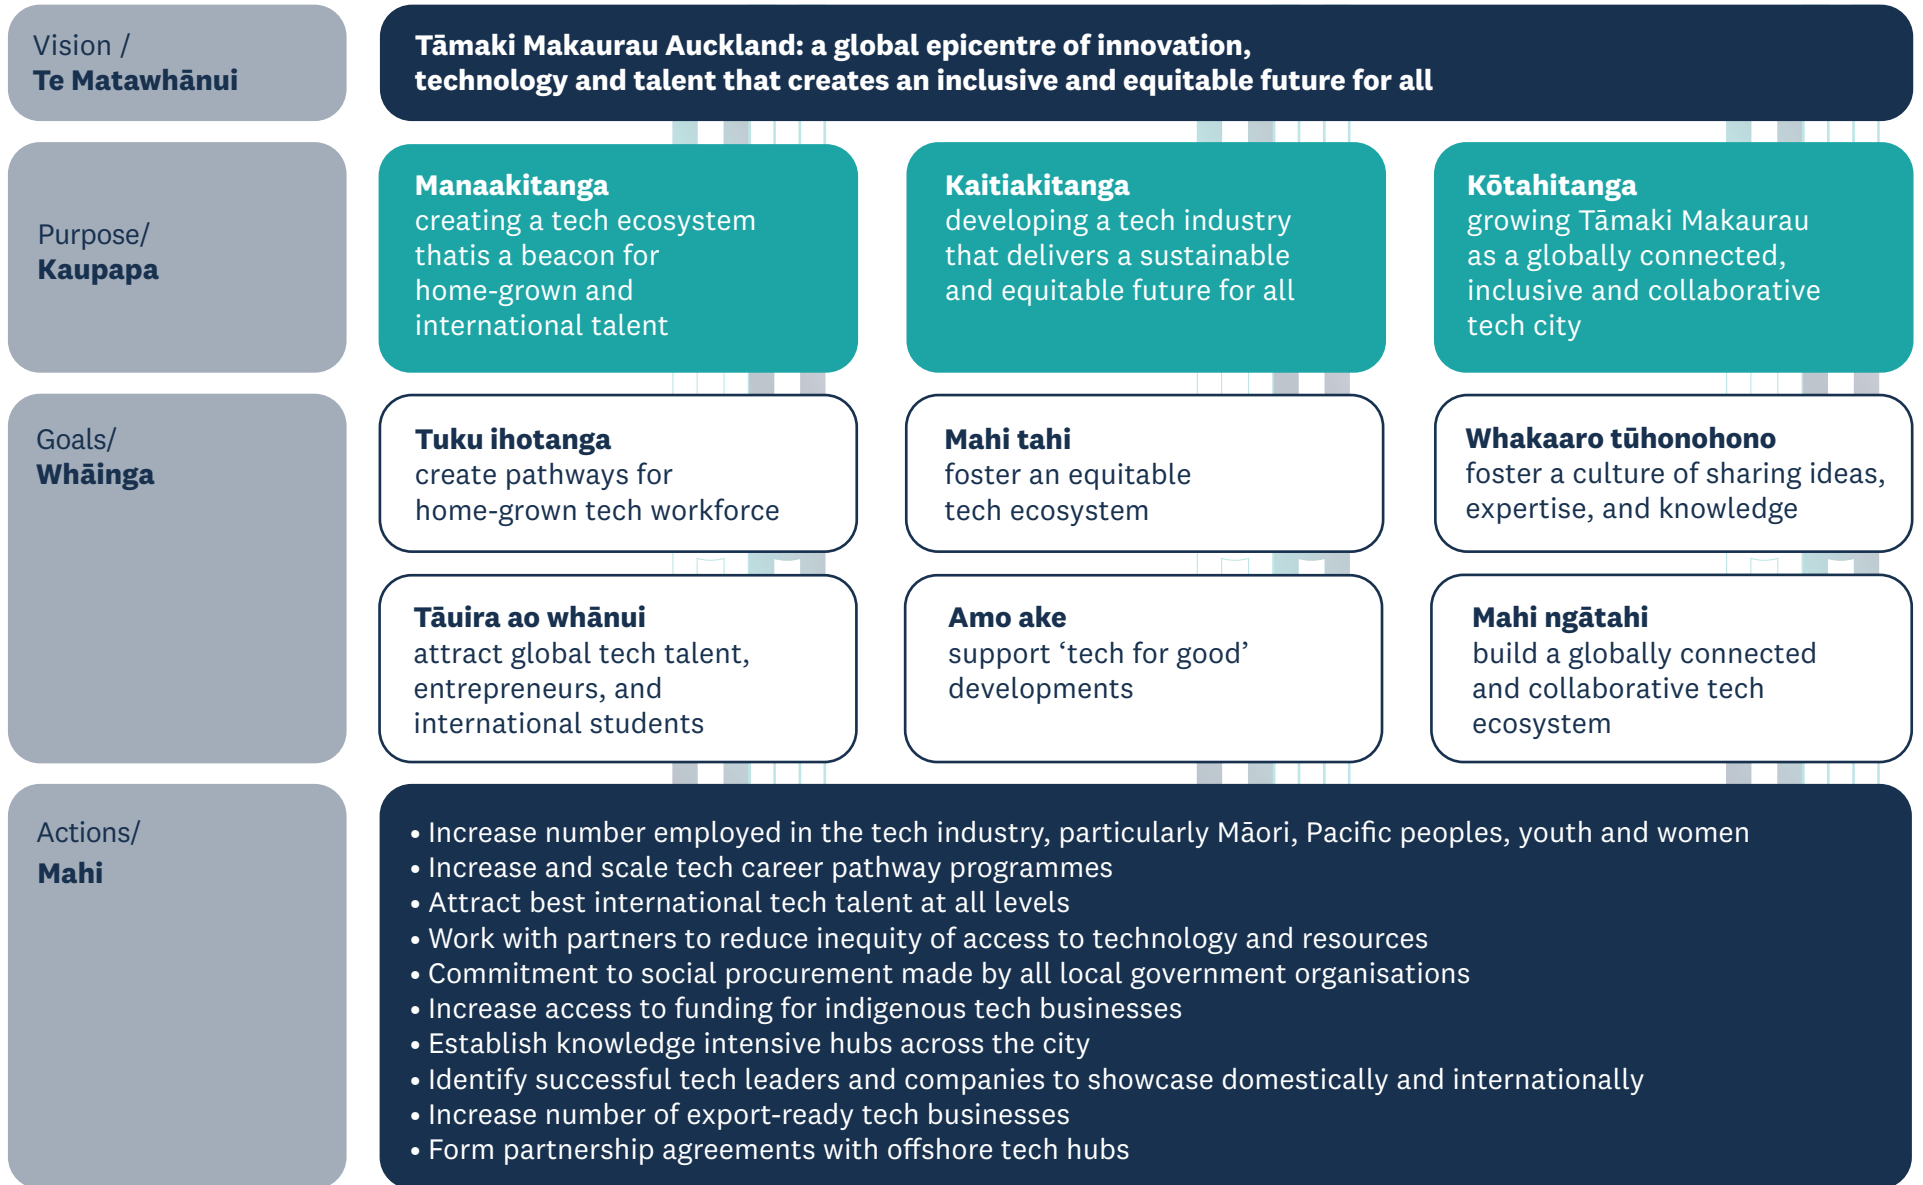 Vision /
Te Matawhānui
Tāmaki Makaurau Auckland: a global epicentre of innovation,
technology and talent that creates an inclusive and equitable future for all
Purpose/
Kaupapa
Manaakitanga
creating a tech ecosystem
thatis a beacon for
home-grown and
international talent
Kaitiakitanga
developing a tech industry
that delivers a sustainable
and equitable future for all
Kōtahitanga
growing Tāmaki Makaurau
as a globally connected,
inclusive and collaborative
tech city
Goals/
Whāinga
Tuku ihotanga
create pathways for
home-grown tech workforce
Mahi tahi
foster an equitable
tech ecosystem
Whakaaro tūhonohono
foster a culture of sharing ideas,
expertise, and knowledge
Tāuira ao whānui
attract global tech talent,
entrepreneurs, and
international students
Amo ake
support ‘tech for good’
developments
Mahi ngātahi
build a globally connected
and collaborative tech
ecosystem
Actions/
Mahi
• Increase number employed in the tech industry, particularly Māori, Pacific peoples, youth and women
• Increase and scale tech career pathway programmes
• Attract best international tech talent at all levels
• Work with partners to reduce inequity of access to technology and resources
• Commitment to social procurement made by all local government organisations
• Increase access to funding for indigenous tech businesses
• Establish knowledge intensive hubs across the city
• Identify successful tech leaders and companies to showcase domestically and internationally
• Increase number of export-ready tech businesses
• Form partnership agreements with offshore tech hubs